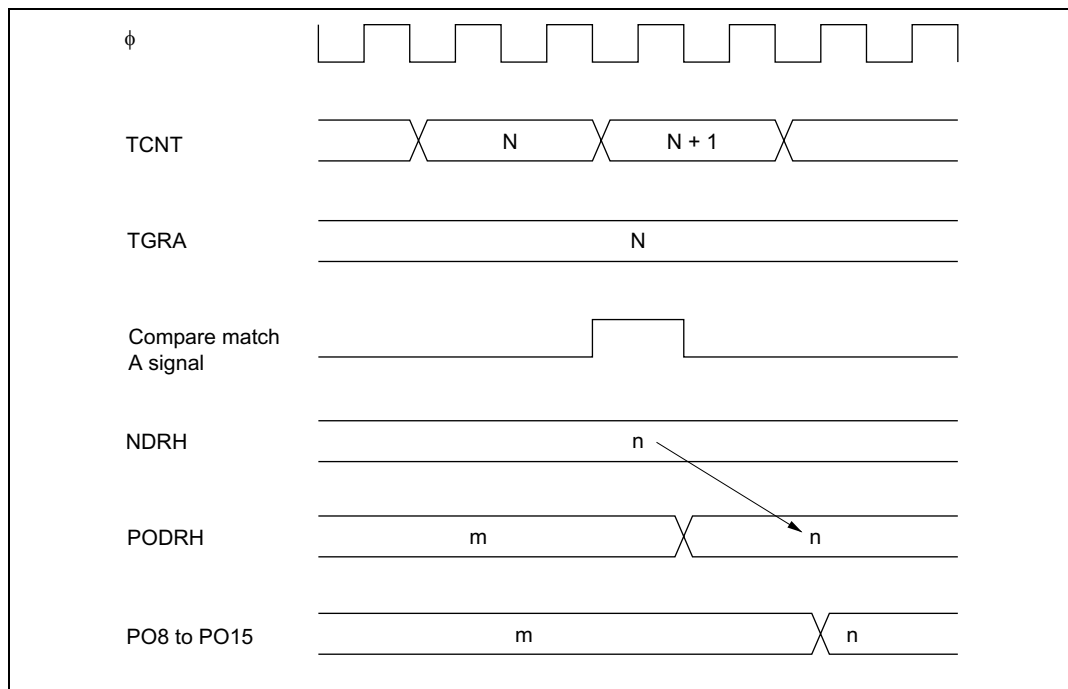 ϕ
TCNT
N
N + 1
TGRA
N
Compare match
A signal
NDRH
n
PODRH
m
n
PO8 to PO15
m
n